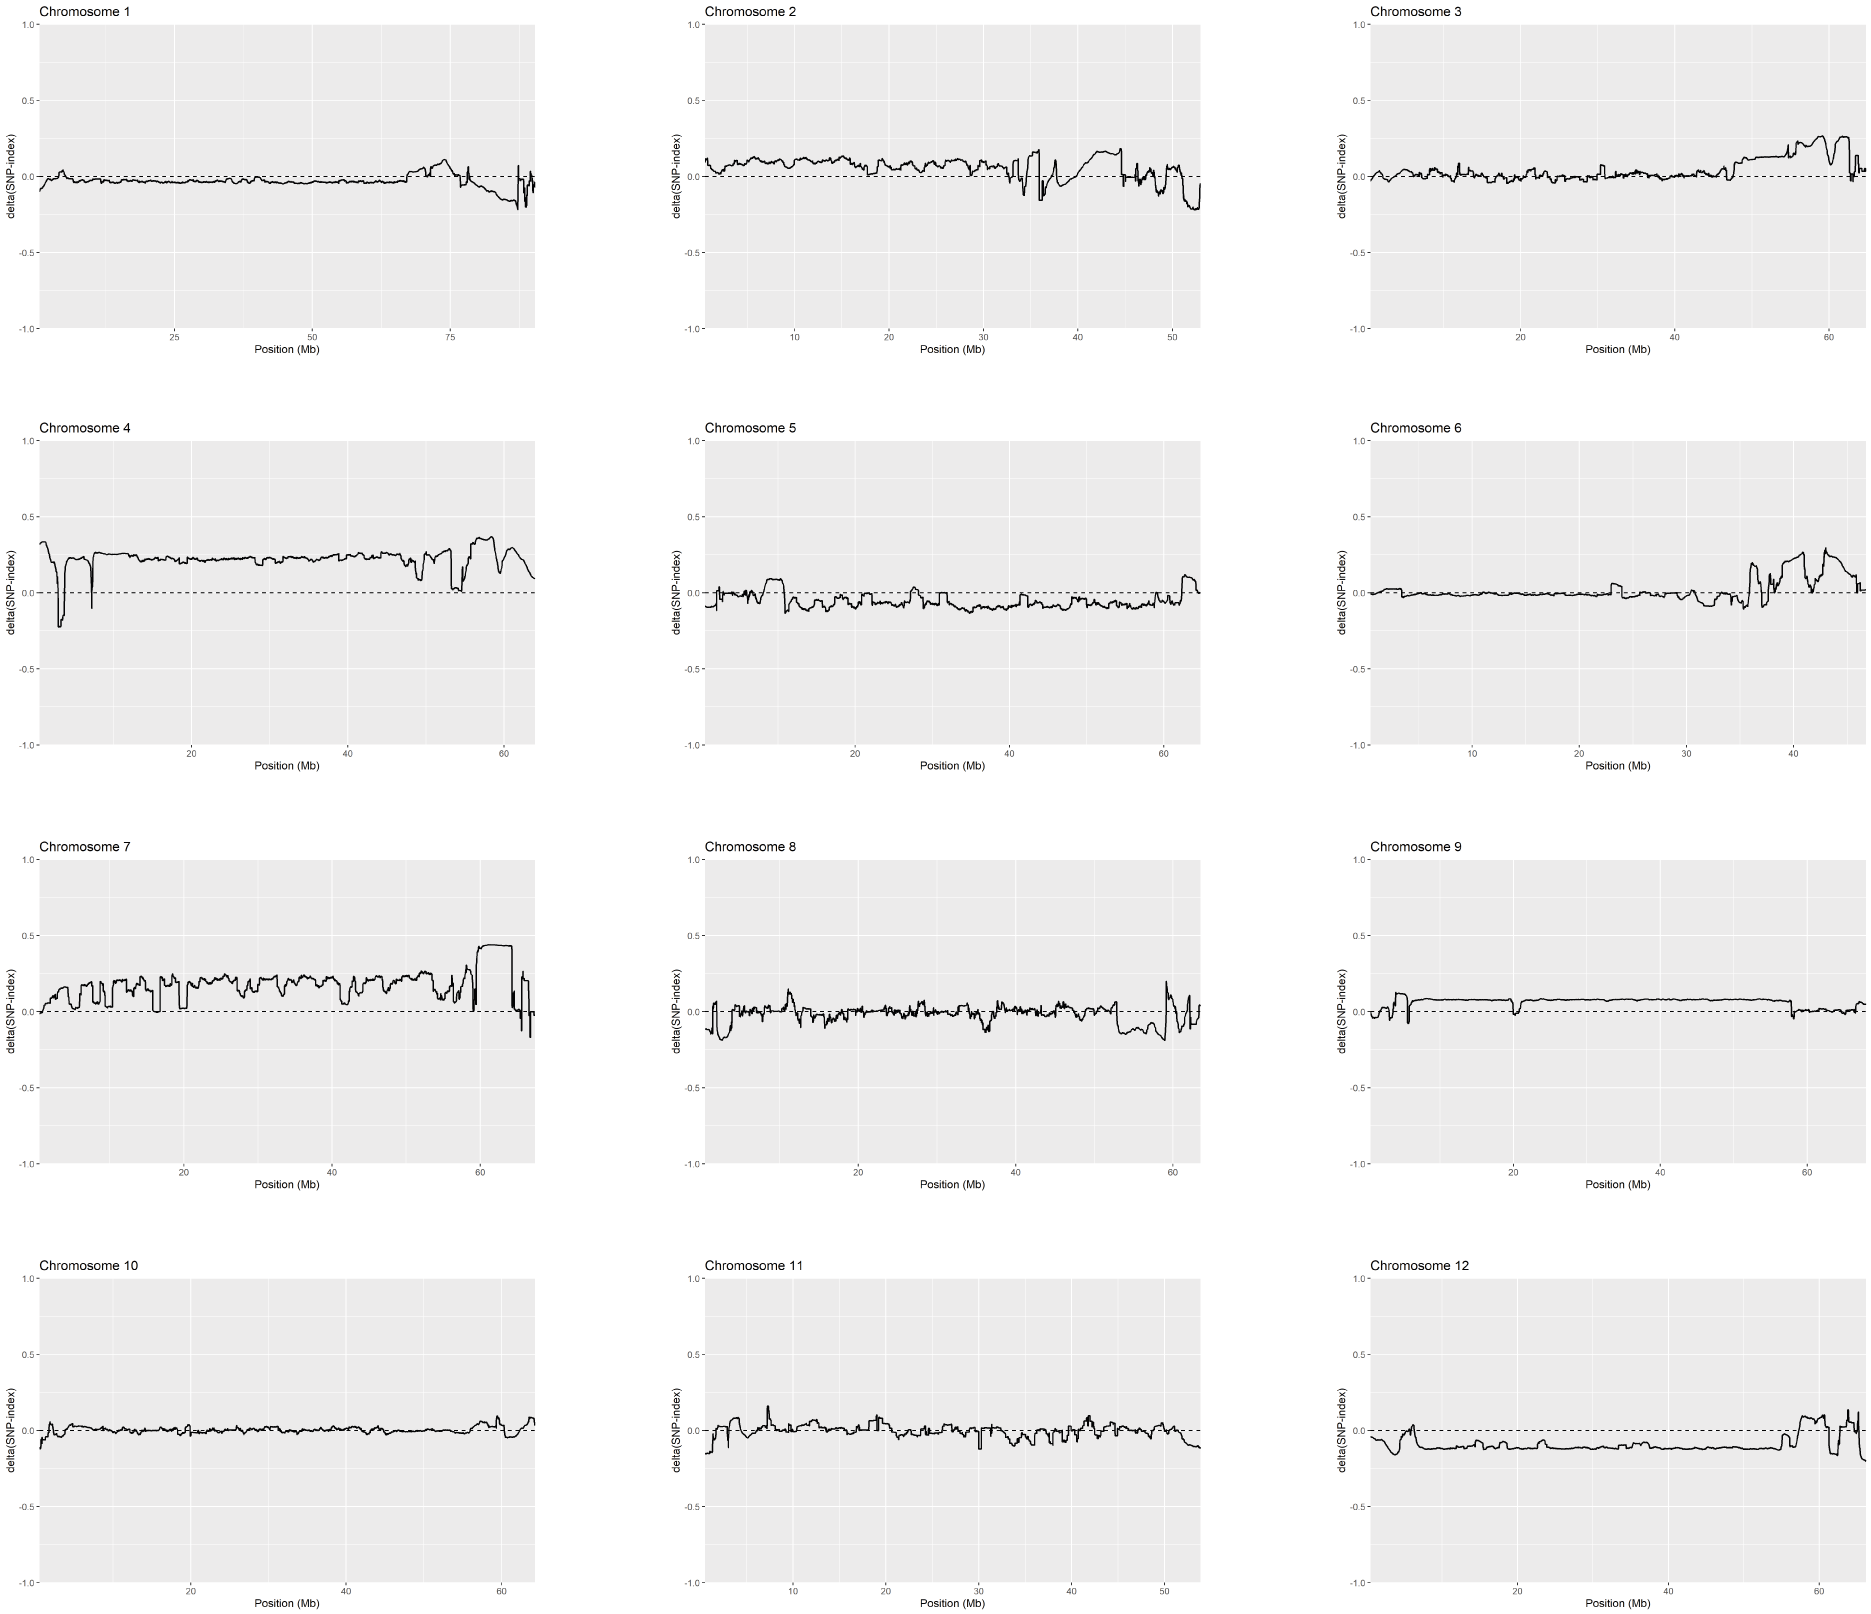 Chromosome 1
1.0
0.5
0.0
-0.5
-1.0
delta(SNP-index)
25 50 75
Position (Mb)
Chromosome 2
1.0
0.5
0.0
-0.5
-1.0
delta(SNP-index)
10 20 30 40 50
Position (Mb)
Chromosome 3
1.0
0.5
0.0
-0.5
-1.0
delta(SNP-index)
20 40 60
Position (Mb)
Chromosome 4
1.0
0.5
0.0
-0.5
-1.0
delta(SNP-index)
20 40 60
Position (Mb)
Chromosome 5
1.0
0.5
0.0
-0.5
-1.0
delta(SNP-index)
20 40 60
Position (Mb)
Chromosome 6
1.0
0.5
0.0
-0.5
-1.0
delta(SNP-index)
10 20 30 40
Position (Mb)
Chromosome 7
1.0
0.5
0.0
-0.5
-1.0
delta(SNP-index)
20 40 60
Position (Mb)
Chromosome 8
1.0
0.5
0.0
-0.5
-1.0
delta(SNP-index)
20 40 60
Position (Mb)
Chromosome 9
1.0
0.5
0.0
-0.5
-1.0
delta(SNP-index)
20 40 60
Position (Mb)
Chromosome 10
1.0
0.5
0.0
-0.5
-1.0
delta(SNP-index)
20 40 60
Position (Mb)
Chromosome 11
1.0
0.5
0.0
-0.5
-1.0
delta(SNP-index)
10 20 30 40 50
Position (Mb)
Chromosome 12
1.0
0.5
0.0
-0.5
-1.0
delta(SNP-index)
20 40 60
Position (Mb)